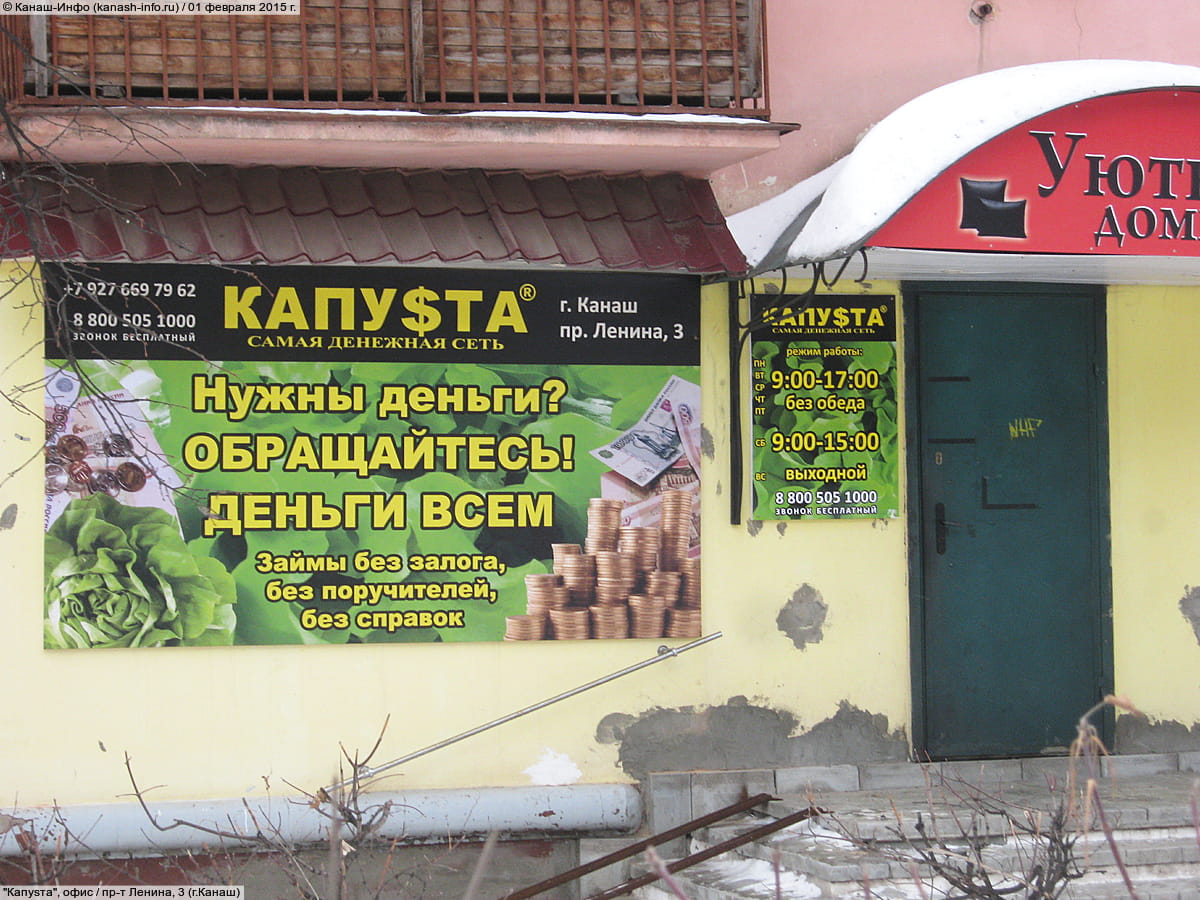 © Канаш-Инфо (kanash-info.ru) / 01 февраля 2015 г.
+7 927 669 79 62
8 800 505 1000
ЗВОНОК БЕСПЛАТНЫЙ
КАПУ$ТА®
САМАЯ ДЕНЕЖНАЯ СЕТЬ
г. Канаш
пр. Ленина, 3
Нужны деньги?
ОБРАЩАЙТЕСЬ!
ДЕНЬГИ ВСЕМ
Займы без залога,
без поручителей,
без справок
КАПУ$ТА®
САМАЯ ДЕНЕЖНАЯ СЕТЬ
режим работы:
ПН
ВТ
СР
ЧТ
ПТ
9:00-17:00
без обеда
СБ 9:00-15:00
ВС выходной
8 800 505 1000
ЗВОНОК БЕСПЛАТНЫЙ
Уютн
дом
"Капуsта", офис / пр-т Ленина, 3 (г.Канаш)